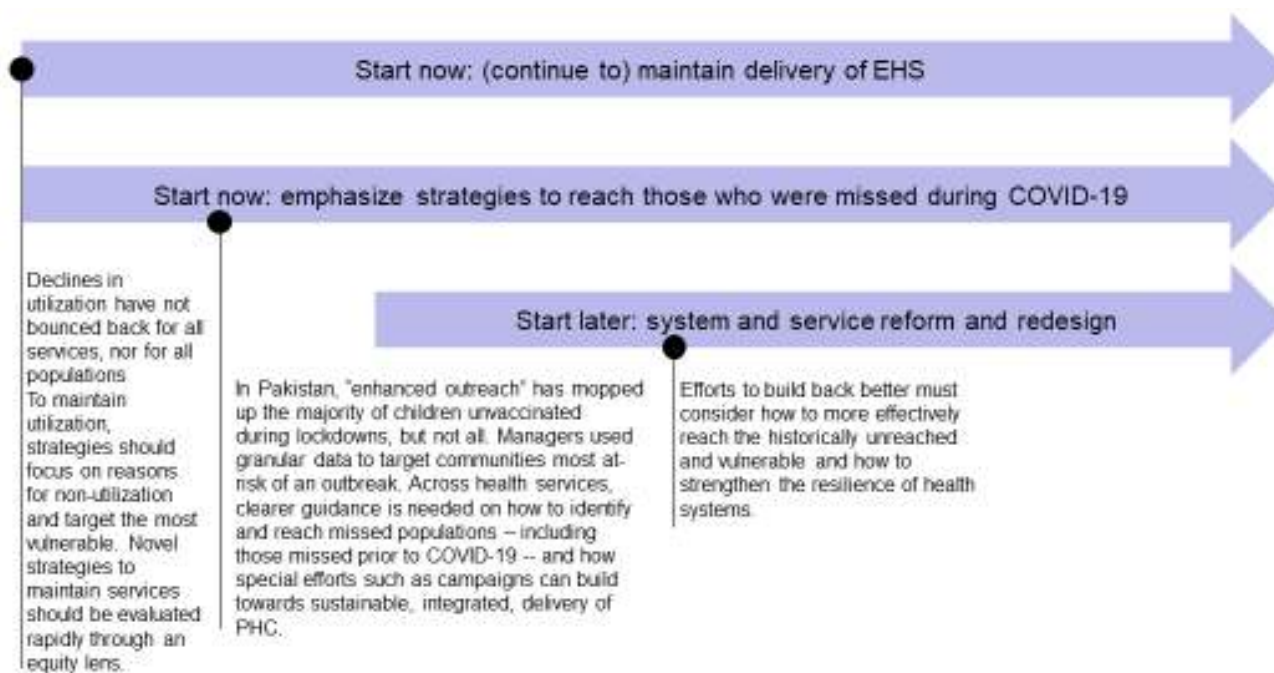 Start now: (continue to) maintain delivery of EHS
Start now: emphasize strategies to reach those who were missed during COVID-19
Start later: system and service reform and redesign
Declines in
utilization have not
bounced back for all
services, nor for all
populations
To maintain
utilization,
strategies should
focus on reasons
for non-utilization
and target the most
vulnerable. Novel
strategies to
maintain services
should be evaluated
rapidly through an
equity lens.
In Pakistan, "enhanced outreach" has mopped
up the majority of children unvaccinated
during lockdowns, but not all. Managers used
granular data to target communities most at-
risk of an outbreak. Across health services,
clearer guidance is needed on how to identify
and reach missed populations – including
those missed prior to COVID-19 -- and how
special efforts such as campaigns can build
towards sustainable, integrated, delivery of
PHC.
Efforts to build back better must
consider how to more effectively
reach the historically unreached
and vulnerable and how to
strengthen the resilience of health
systems.